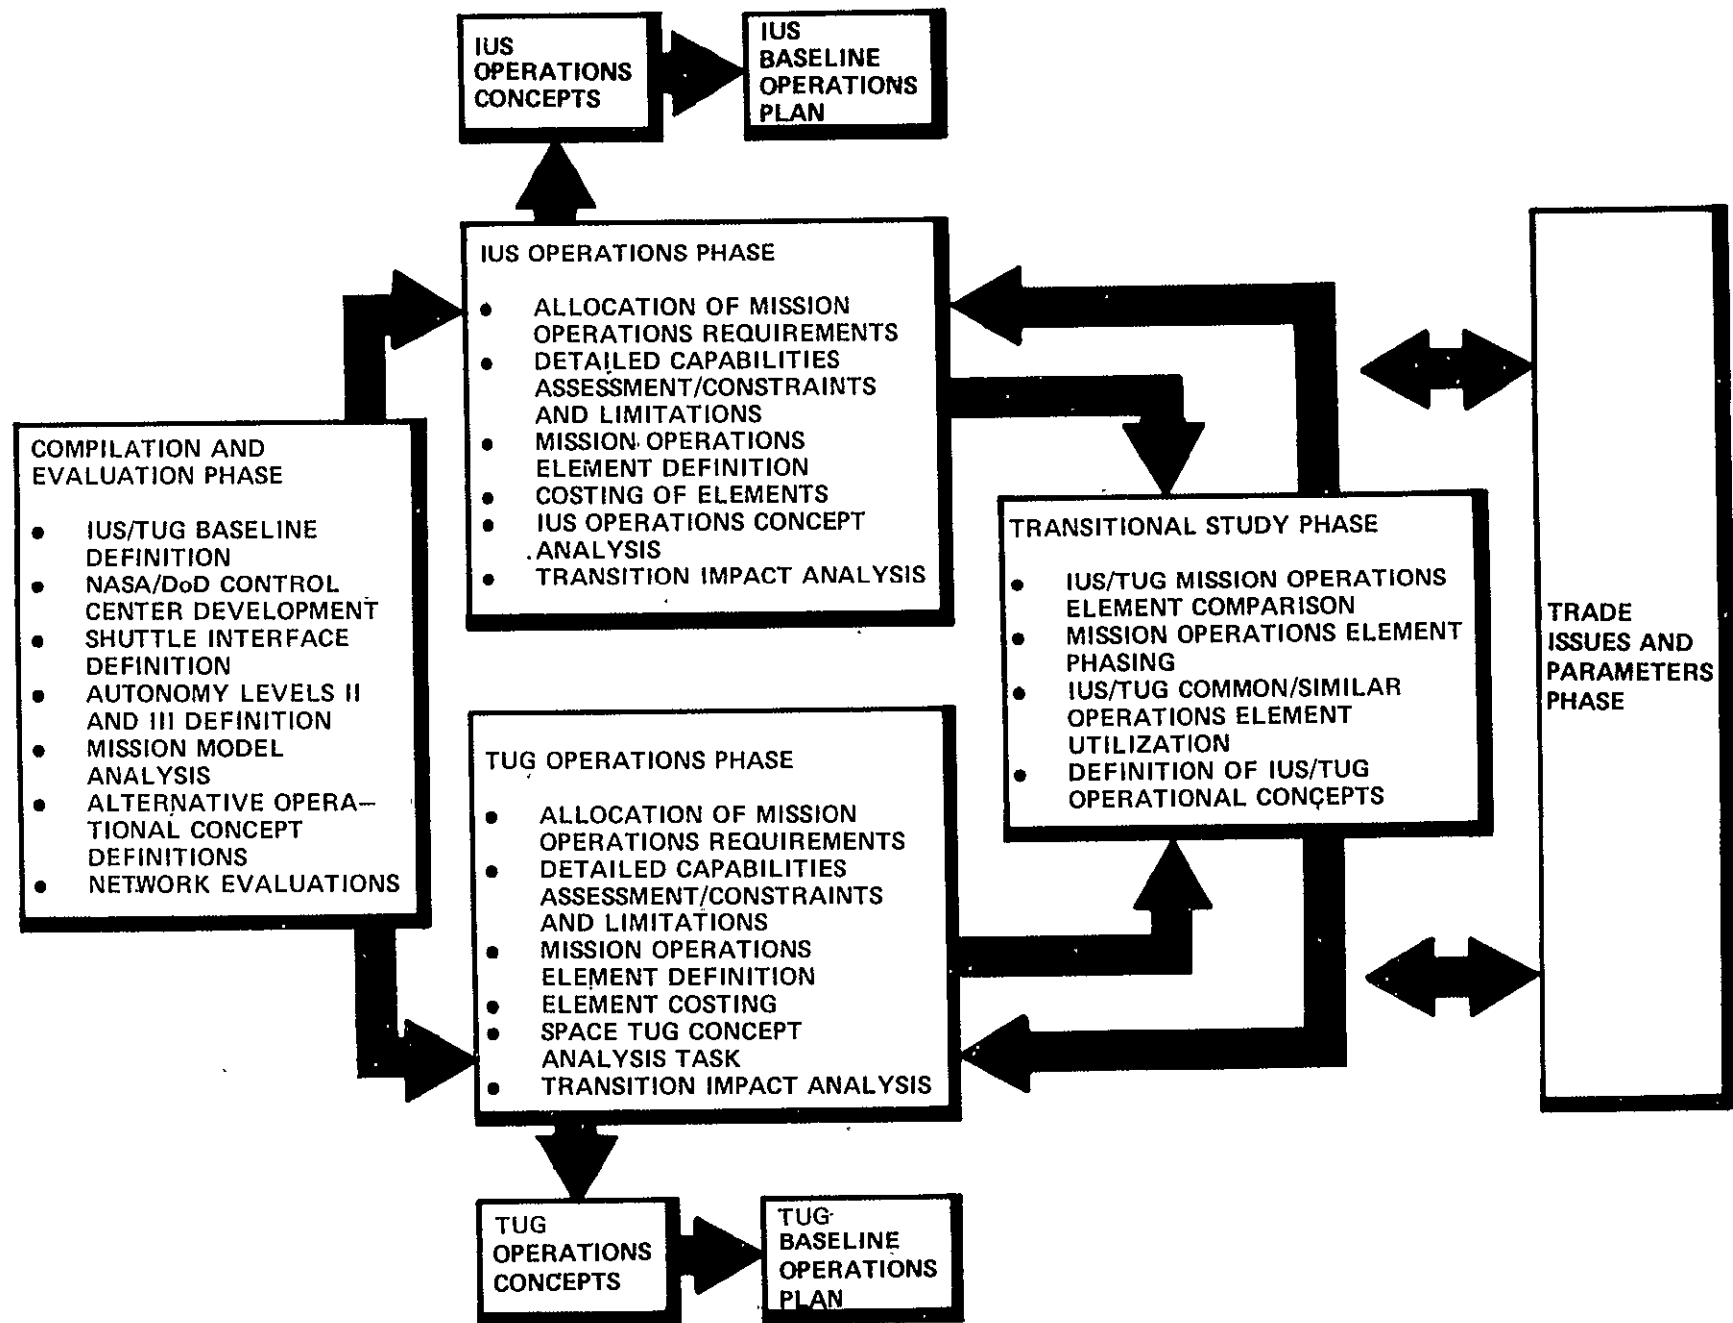 IUS
OPERATIONS
CONCEPTS
IUS
BASELINE
OPERATIONS
PLAN
IUS OPERATIONS PHASE
● ALLOCATION OF MISSION
OPERATIONS REQUIREMENTS
● DETAILED CAPABILITIES
ASSESSMENT/CONSTRAINTS
AND LIMITATIONS
● MISSION OPERATIONS
ELEMENT DEFINITION
● COSTING OF ELEMENTS
● IUS OPERATIONS CONCEPT
ANALYSIS
● TRANSITION IMPACT ANALYSIS
COMPILATION AND
EVALUATION PHASE
● IUS/TUG BASELINE
DEFINITION
● NASA/DoD CONTROL
CENTER DEVELOPMENT
● SHUTTLE INTERFACE
DEFINITION
● AUTONOMY LEVELS II
AND III DEFINITION
● MISSION MODEL
ANALYSIS
● ALTERNATIVE OPERA—
TIONAL CONCEPT
DEFINITIONS
● NETWORK EVALUATIONS
TRANSITIONAL STUDY PHASE
● IUS/TUG MISSION OPERATIONS
ELEMENT COMPARISON
● MISSION OPERATIONS ELEMENT
PHASING
● IUS/TUG COMMON/SIMILAR
OPERATIONS ELEMENT
UTILIZATION
● DEFINITION OF IUS/TUG
OPERATIONAL CONCEPTS
TRADE
ISSUES AND
PARAMETERS
PHASE
TUG OPERATIONS PHASE
● ALLOCATION OF MISSION
OPERATIONS REQUIREMENTS
● DETAILED CAPABILITIES
ASSESSMENT/CONSTRAINTS
AND LIMITATIONS
● MISSION OPERATIONS
ELEMENT DEFINITION
● ELEMENT COSTING
● SPACE TUG CONCEPT
ANALYSIS TASK
● TRANSITION IMPACT ANALYSIS
TUG
OPERATIONS
CONCEPTS
TUG
BASELINE
OPERATIONS
PLAN